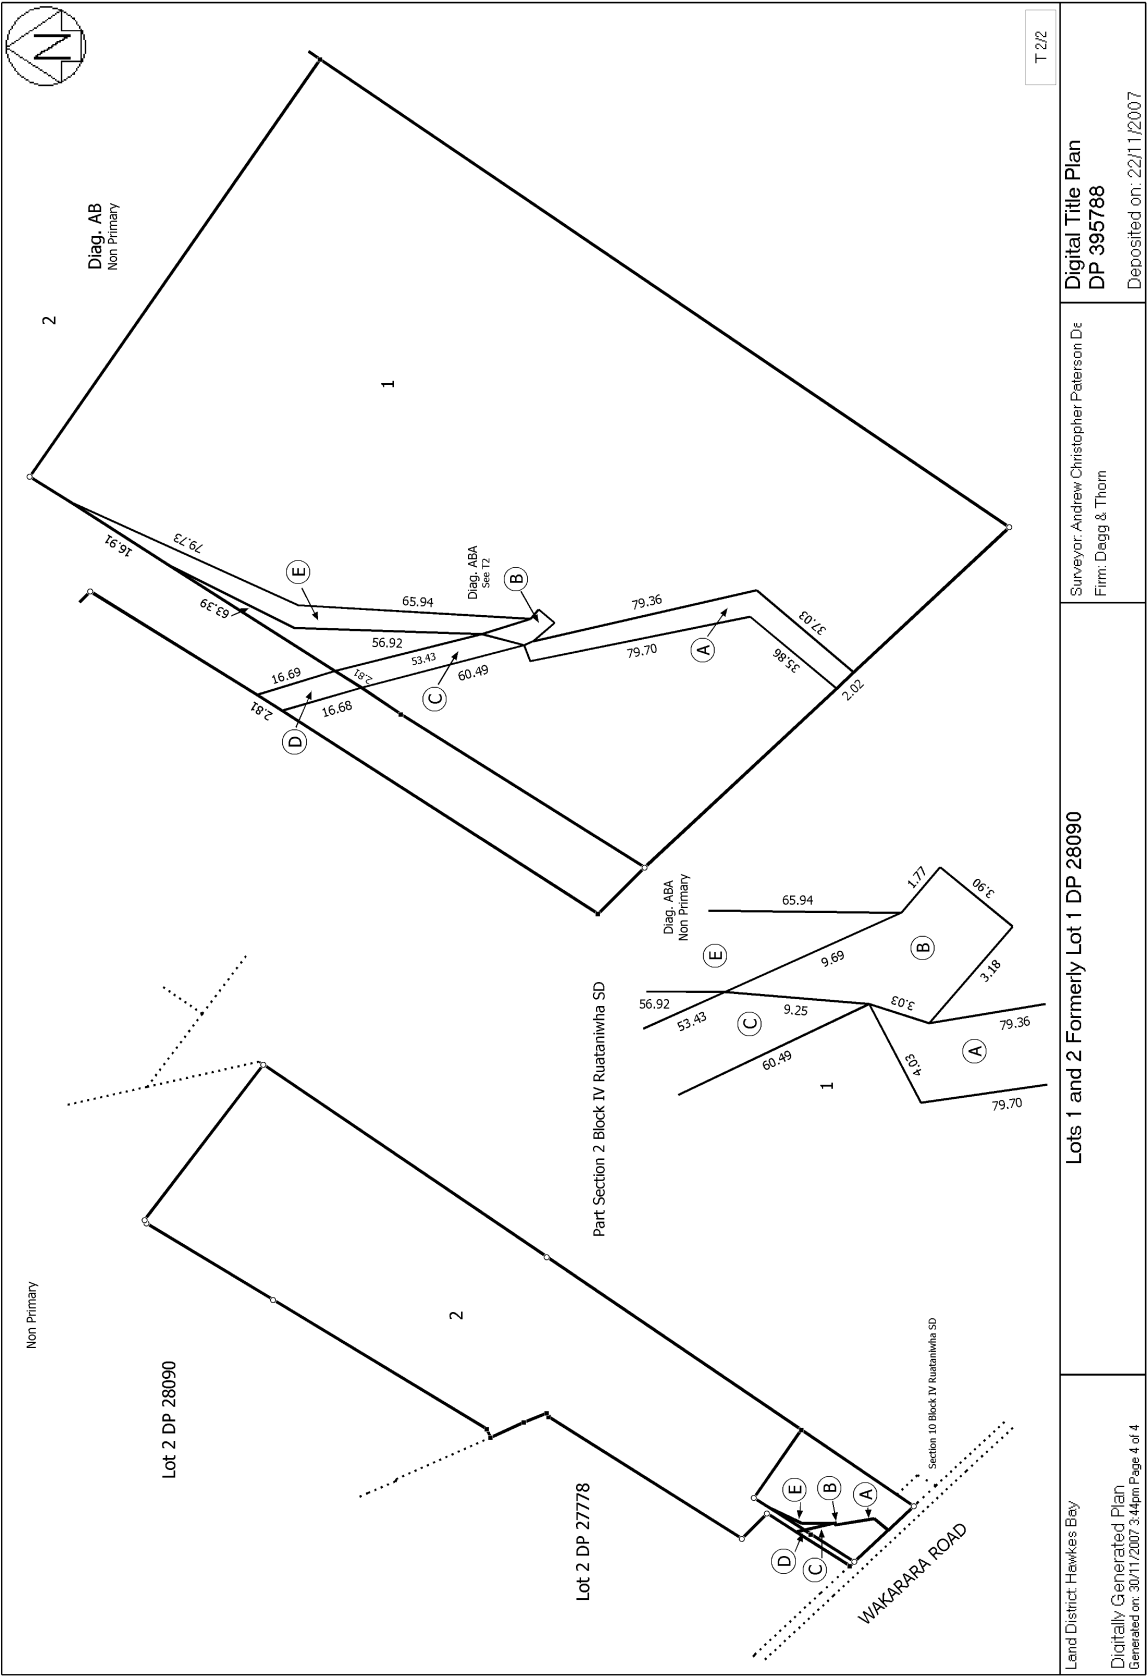 N
T 2/2
Diag. AB
Non Primary
2
1
16.91
79.73
63.39
E
65.94
56.92
Diag. ABA
See T2
B
16.69
2.81
53.43
C
60.49
2.81
16.68
D
79.36
79.70
A
37.03
35.86
2.02
Diag. ABA
Non Primary
65.94
E
1.77
3.90
B
9.69
3.18
56.92
53.43
C
9.25
3.03
60.49
4.03
A
79.36
79.70
1
Non Primary
Lot 2 DP 28090
2
Part Section 2 Block IV Ruataniwha SD
Lot 2 DP 27778
Section 10 Block IV Ruataniwha SD
E
B
A
D
C
WAKARARA ROAD
Land District: Hawkes Bay
Digitally Generated Plan
Generated on: 30/11/2007 3:44pm Page 4 of 4
Lots 1 and 2 Formerly Lot 1 DP 28090
Surveyor: Andrew Christopher Paterson Da
Firm: Dagg & Thorn
Digital Title Plan
DP 395788
Deposited on: 22/11/2007